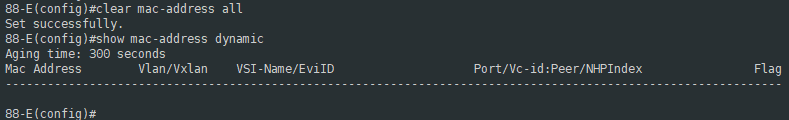 88-E(config)#clear mac-address all
Set successfully.
88-E(config)#show mac-address dynamic
Aging time: 300 seconds
Mac Address        Vlan/Vxlan    VSI-Name/EviID                    Port/Vc-id:Peer/NHPIndex                Flag
---------------------------------------------------------------------------------------------------------------
88-E(config)#